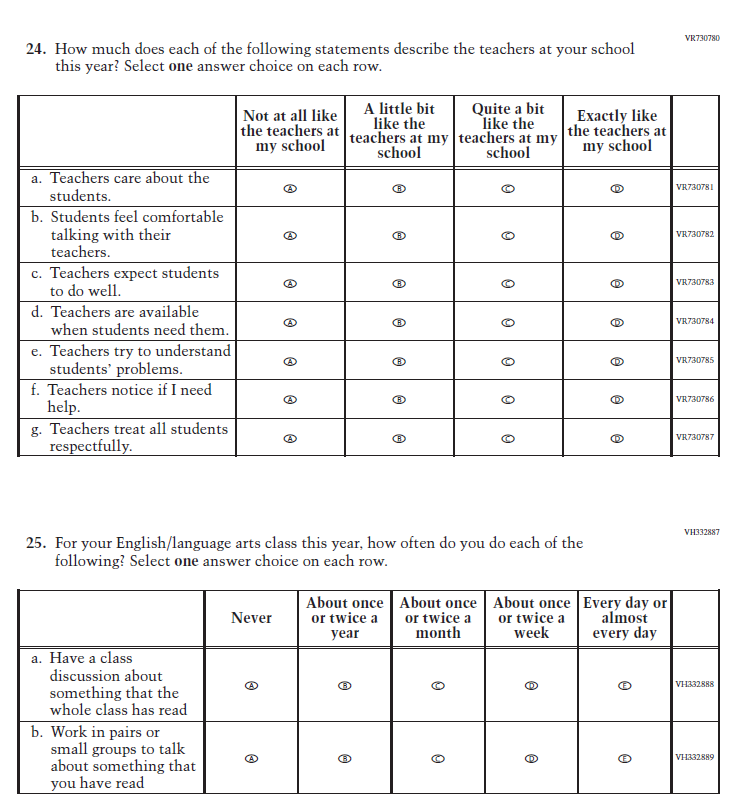 VR730780
24. How much does each of the following statements describe the teachers at your school
this year? Select one answer choice on each row.
Not at all like
the teachers at
my school
A little bit
like the
teachers at my
school
Quite a bit
like the
teachers at my
school
Exactly like
the teachers at
my school
a. Teachers care about the
students.
A B C D VR730781
b. Students feel comfortable
talking with their
teachers.
A B C D VR730782
c. Teachers expect students
to do well.
A B C D VR730783
d. Teachers are available
when students need them.
A B C D VR730784
e. Teachers try to understand
students’ problems.
A B C D VR730785
f. Teachers notice if I need
help.
A B C D VR730786
g. Teachers treat all students
respectfully.
A B C D VR730787
VH332887
25. For your English/language arts class this year, how often do you do each of the
following? Select one answer choice on each row.
Never
About once
or twice a
year
About once
or twice a
month
About once
or twice a
week
Every day or
almost
every day
a. Have a class
discussion about
something that the
whole class has read
A B C D E VH332888
b. Work in pairs or
small groups to talk
about something that
you have read
A B C D E VH332889